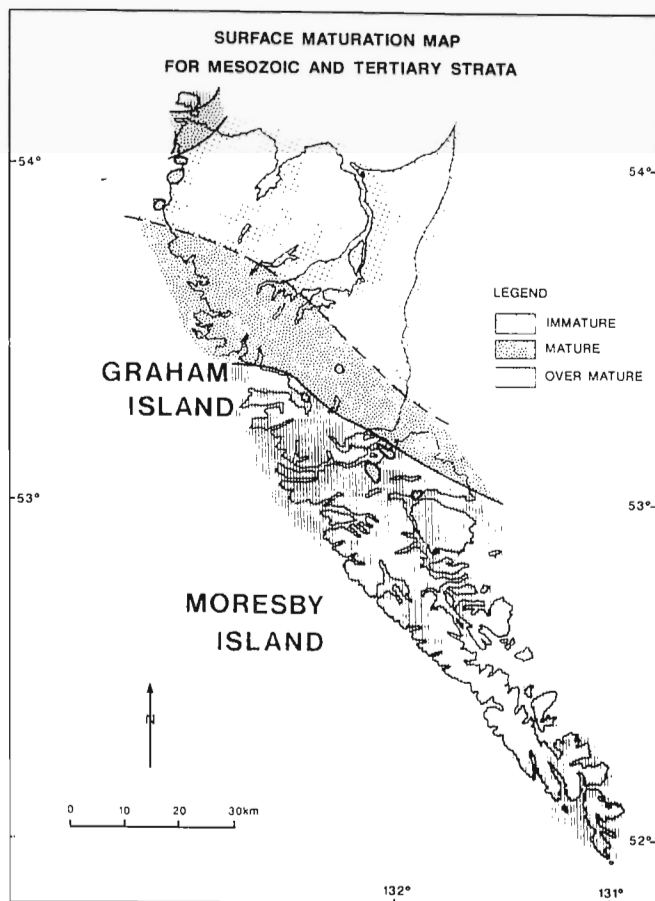 SURFACE MATURATION MAP
FOR MESOZOIC AND TERTIARY STRATA
54°
54°
LEGEND
IMMATURE
MATURE
OVER MATURE
GRAHAM
ISLAND
53°
53°
MORESBY
ISLAND
N
0 10 20 30km
52°
132° 131°